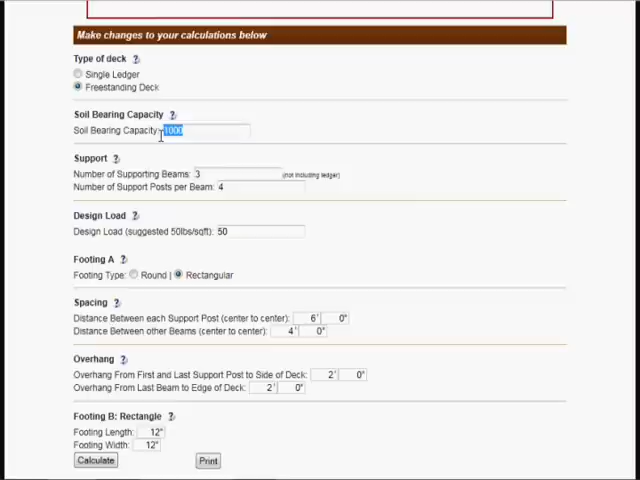 Make changes to your calculations below
Type of deck ?
Single Ledger
Freestanding Deck
Soil Bearing Capacity ?
Soil Bearing Capacity: 1000
Support ?
Number of Supporting Beams: 3 (not including ledger)
Number of Support Posts per Beam: 4
Design Load ?
Design Load (suggested 50lbs/sqft): 50
Footing A ?
Footing Type: Round | Rectangular
Spacing ?
Distance Between each Support Post (center to center): 6' 0"
Distance Between other Beams (center to center): 4' 0"
Overhang ?
Overhang From First and Last Support Post to Side of Deck: 2' 0"
Overhang From Last Beam to Edge of Deck: 2' 0"
Footing B: Rectangle ?
Footing Length: 12"
Footing Width: 12"
Calculate Print